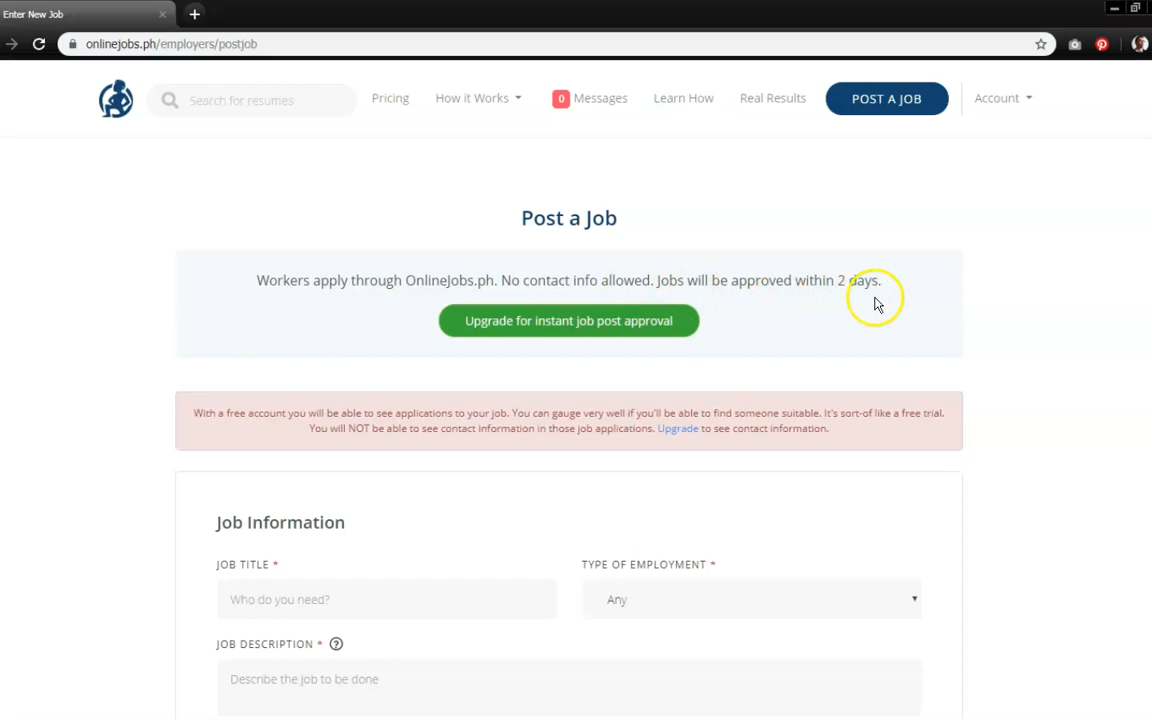 Enter New Job
onlinejobs.ph/employers/postjob
Search for resumes
Pricing
How it Works
0 Messages
Learn How
Real Results
POST A JOB
Account
Post a Job
Workers apply through OnlineJobs.ph. No contact info allowed. Jobs will be approved within 2 days.
Upgrade for instant job post approval
With a free account you will be able to see applications to your job. You can gauge very well if you'll be able to find someone suitable. It's sort-of like a free trial.
You will NOT be able to see contact information in those job applications. Upgrade to see contact information.
Job Information
JOB TITLE *
TYPE OF EMPLOYMENT *
Who do you need?
Any
JOB DESCRIPTION * ?
Describe the job to be done